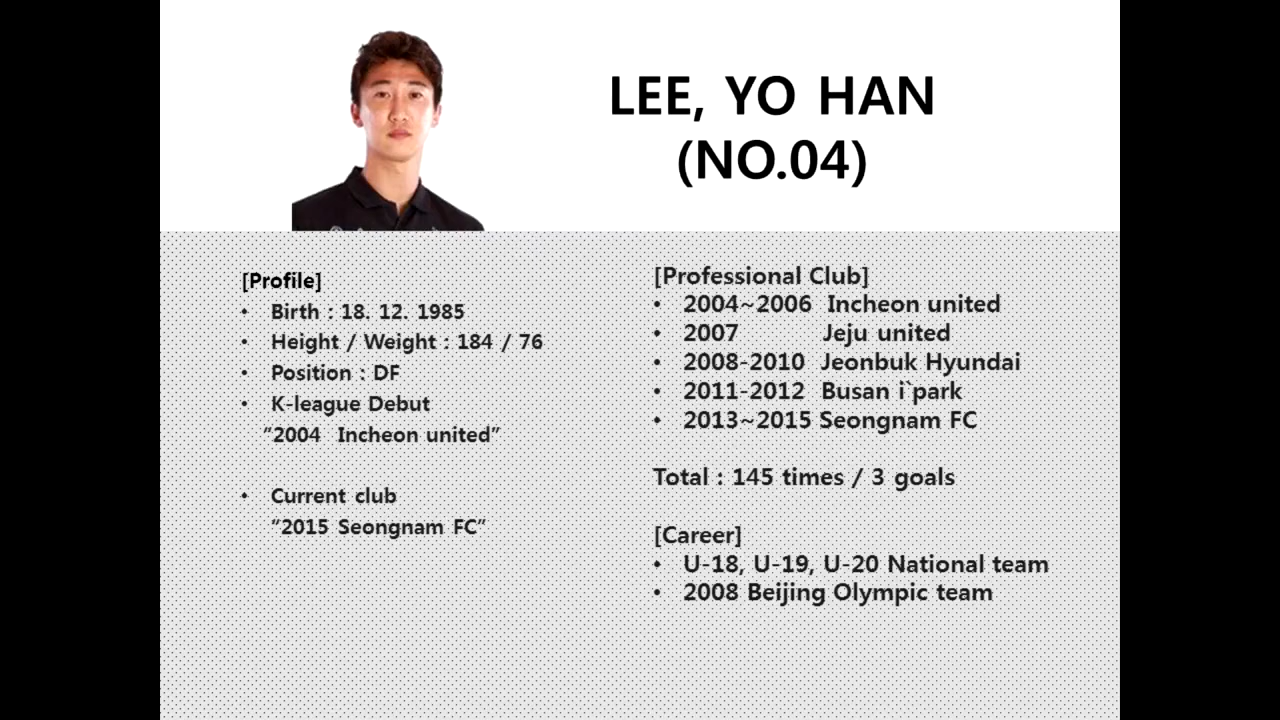 LEE, YO HAN
(NO.04)
[Profile]
• Birth : 18. 12. 1985
• Height / Weight : 184 / 76
• Position : DF
• K-league Debut
“2004 Incheon united”
• Current club
“2015 Seongnam FC”
[Professional Club]
• 2004~2006 Incheon united
• 2007 Jeju united
• 2008-2010 Jeonbuk Hyundai
• 2011-2012 Busan i`park
• 2013~2015 Seongnam FC
Total : 145 times / 3 goals
[Career]
• U-18, U-19, U-20 National team
• 2008 Beijing Olympic team